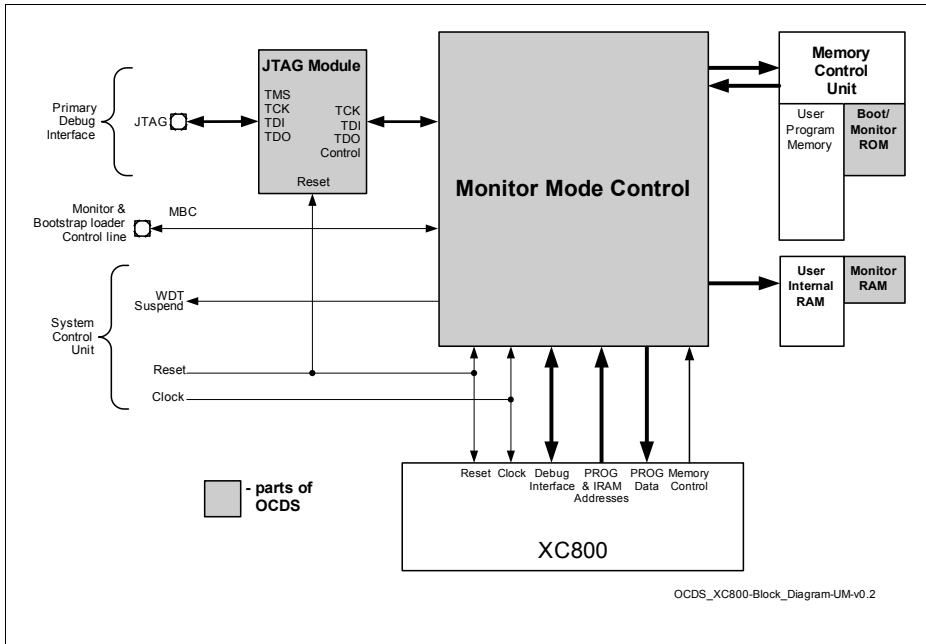 JTAG Module
TMS
TCK
TDI
TDO
TCK
TDI
TDO
Control
Reset
Primary
Debug
Interface
JTAG
Monitor &
Bootstrap loader
Control line
MBC
Monitor Mode Control
Memory
Control
Unit
User
Program
Memory
Boot/
Monitor
ROM
User
Internal
RAM
Monitor
RAM
System
Control
Unit
WDT
Suspend
Reset
Clock
Reset
Clock
Debug
Interface
PROG
& IRAM
Addresses
PROG
Data
Memory
Control
XC800
- parts of
OCDS
OCDS_XC800-Block_Diagram-UM-v0.2